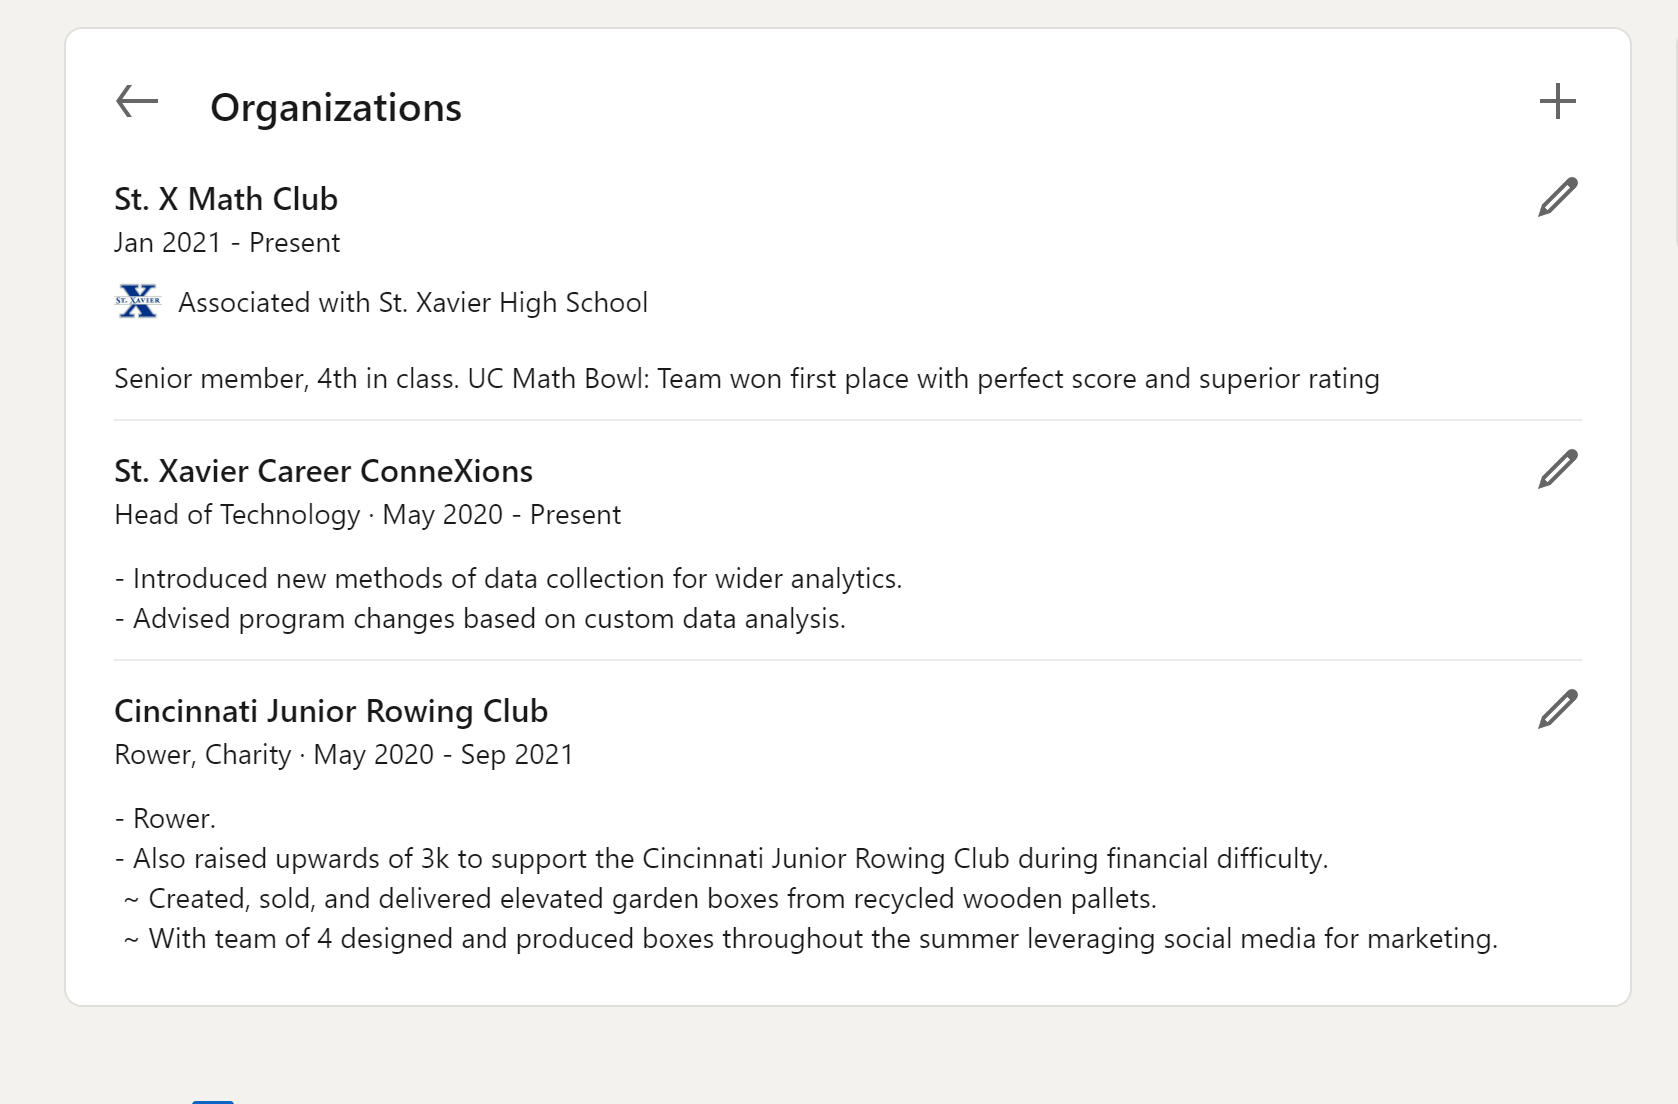 Organizations
St. X Math Club
Jan 2021 - Present
ST. XAVIER
Associated with St. Xavier High School
Senior member, 4th in class. UC Math Bowl: Team won first place with perfect score and superior rating
St. Xavier Career ConneXions
Head of Technology · May 2020 - Present
- Introduced new methods of data collection for wider analytics.
- Advised program changes based on custom data analysis.
Cincinnati Junior Rowing Club
Rower, Charity · May 2020 - Sep 2021
- Rower.
- Also raised upwards of 3k to support the Cincinnati Junior Rowing Club during financial difficulty.
~ Created, sold, and delivered elevated garden boxes from recycled wooden pallets.
~ With team of 4 designed and produced boxes throughout the summer leveraging social media for marketing.